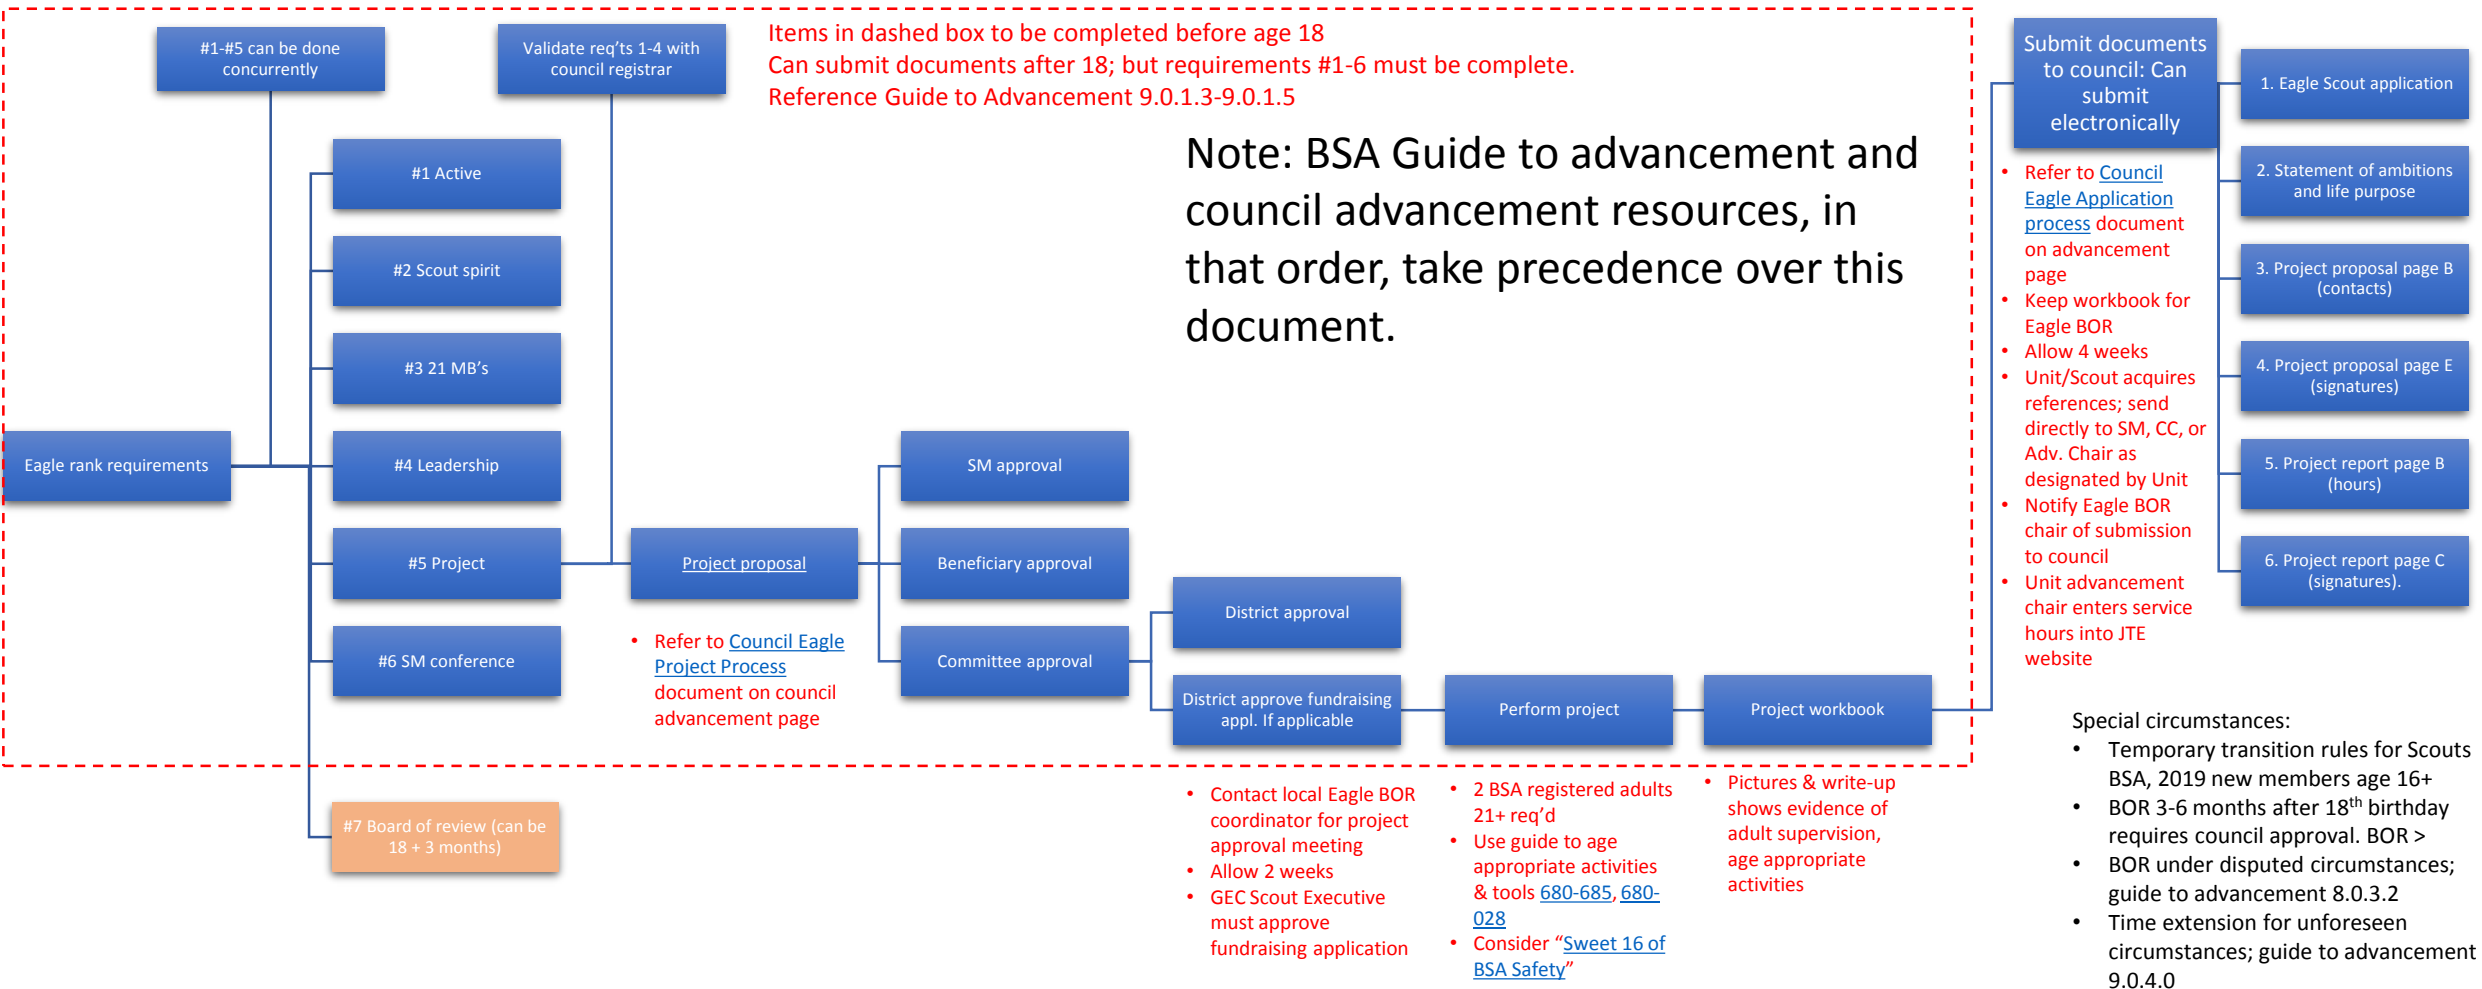 #1-#5 can be done
concurrently
Validate req'ts 1-4 with
council registrar
Items in dashed box to be completed before age 18
Can submit documents after 18; but requirements #1-6 must be complete.
Reference Guide to Advancement 9.0.1.3-9.0.1.5
Note: BSA Guide to advancement and
council advancement resources, in
that order, take precedence over this
document.
Eagle rank requirements
#1 Active
#2 Scout spirit
#3 21 MB’s
#4 Leadership
#5 Project
#6 SM conference
#7 Board of review (can be
18 + 3 months)
Project proposal
• Refer to Council Eagle
Project Process
document on council
advancement page
SM approval
Beneficiary approval
Committee approval
District approval
District approve fundraising
appl. If applicable
• Contact local Eagle BOR
coordinator for project
approval meeting
• Allow 2 weeks
• GEC Scout Executive
must approve
fundraising application
Perform project
• 2 BSA registered adults
21+ req’d
• Use guide to age
appropriate activities
& tools 680-685, 680-
028
• Consider “Sweet 16 of
BSA Safety”
Project workbook
• Pictures & write-up
shows evidence of
adult supervision,
age appropriate
activities
Submit documents
to council: Can
submit
electronically
• Refer to Council
Eagle Application
process document
on advancement
page
• Keep workbook for
Eagle BOR
• Allow 4 weeks
• Unit/Scout acquires
references; send
directly to SM, CC, or
Adv. Chair as
designated by Unit
• Notify Eagle BOR
chair of submission
to council
• Unit advancement
chair enters service
hours into JTE
website
1. Eagle Scout application
2. Statement of ambitions
and life purpose
3. Project proposal page B
(contacts)
4. Project proposal page E
(signatures)
5. Project report page B
(hours)
6. Project report page C
(signatures).
Special circumstances:
• Temporary transition rules for Scouts
BSA, 2019 new members age 16+
• BOR 3-6 months after 18th birthday
requires council approval. BOR >
• BOR under disputed circumstances;
guide to advancement 8.0.3.2
• Time extension for unforeseen
circumstances; guide to advancement
9.0.4.0